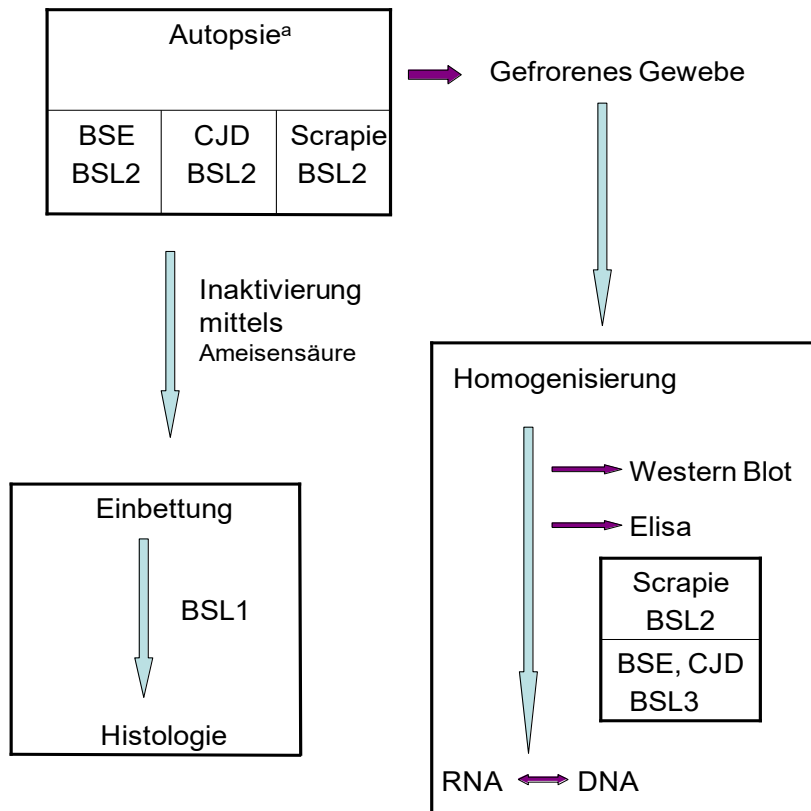 Autopsieª
BSE
BSL2
CJD
BSL2
Scrapie
BSL2
Gefrorenes Gewebe
Inaktivierung
mittels
Ameisensäure
Einbettung
BSL1
Histologie
Homogenisierung
Western Blot
Elisa
Scrapie
BSL2
BSE, CJD
BSL3
RNA
DNA